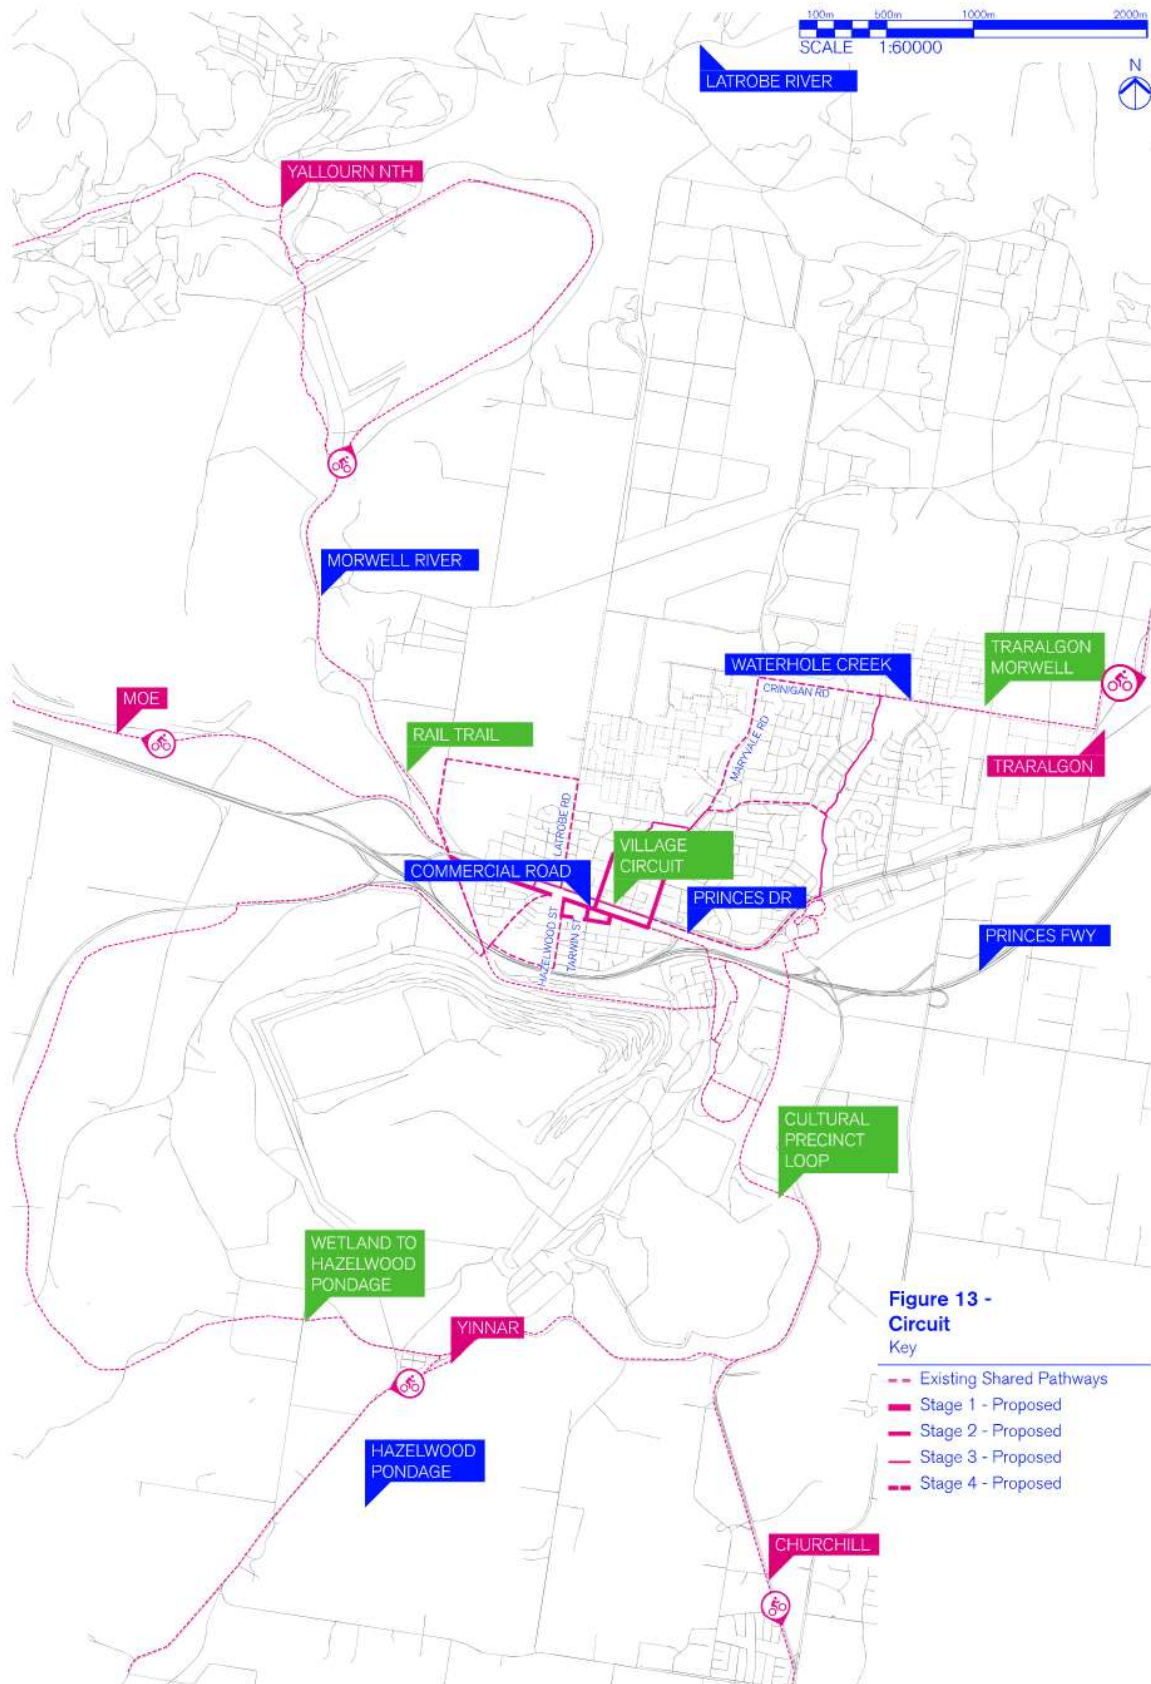 100m 500m 1000m 2000m
SCALE 1:60000
N
LATROBE RIVER
YALLOURN NTH
MORWELL RIVER
TRARALGON
MORWELL
WATERHOLE CREEK
CRINIGAN RD
MOE
MARYVALE RD
RAIL TRAIL
TRARALGON
LATROBE RD
VILLAGE
CIRCUIT
COMMERCIAL ROAD
PRINCES DR
HAZELWOOD ST
TARWIN ST
PRINCES FWY
CULTURAL
PRECINCT
LOOP
WETLAND TO
HAZELWOOD
PONDAGE
YINNAR
HAZELWOOD
PONDAGE
CHURCHILL
Figure 13 -
Circuit
Key
Existing Shared Pathways
Stage 1 - Proposed
Stage 2 - Proposed
Stage 3 - Proposed
Stage 4 - Proposed